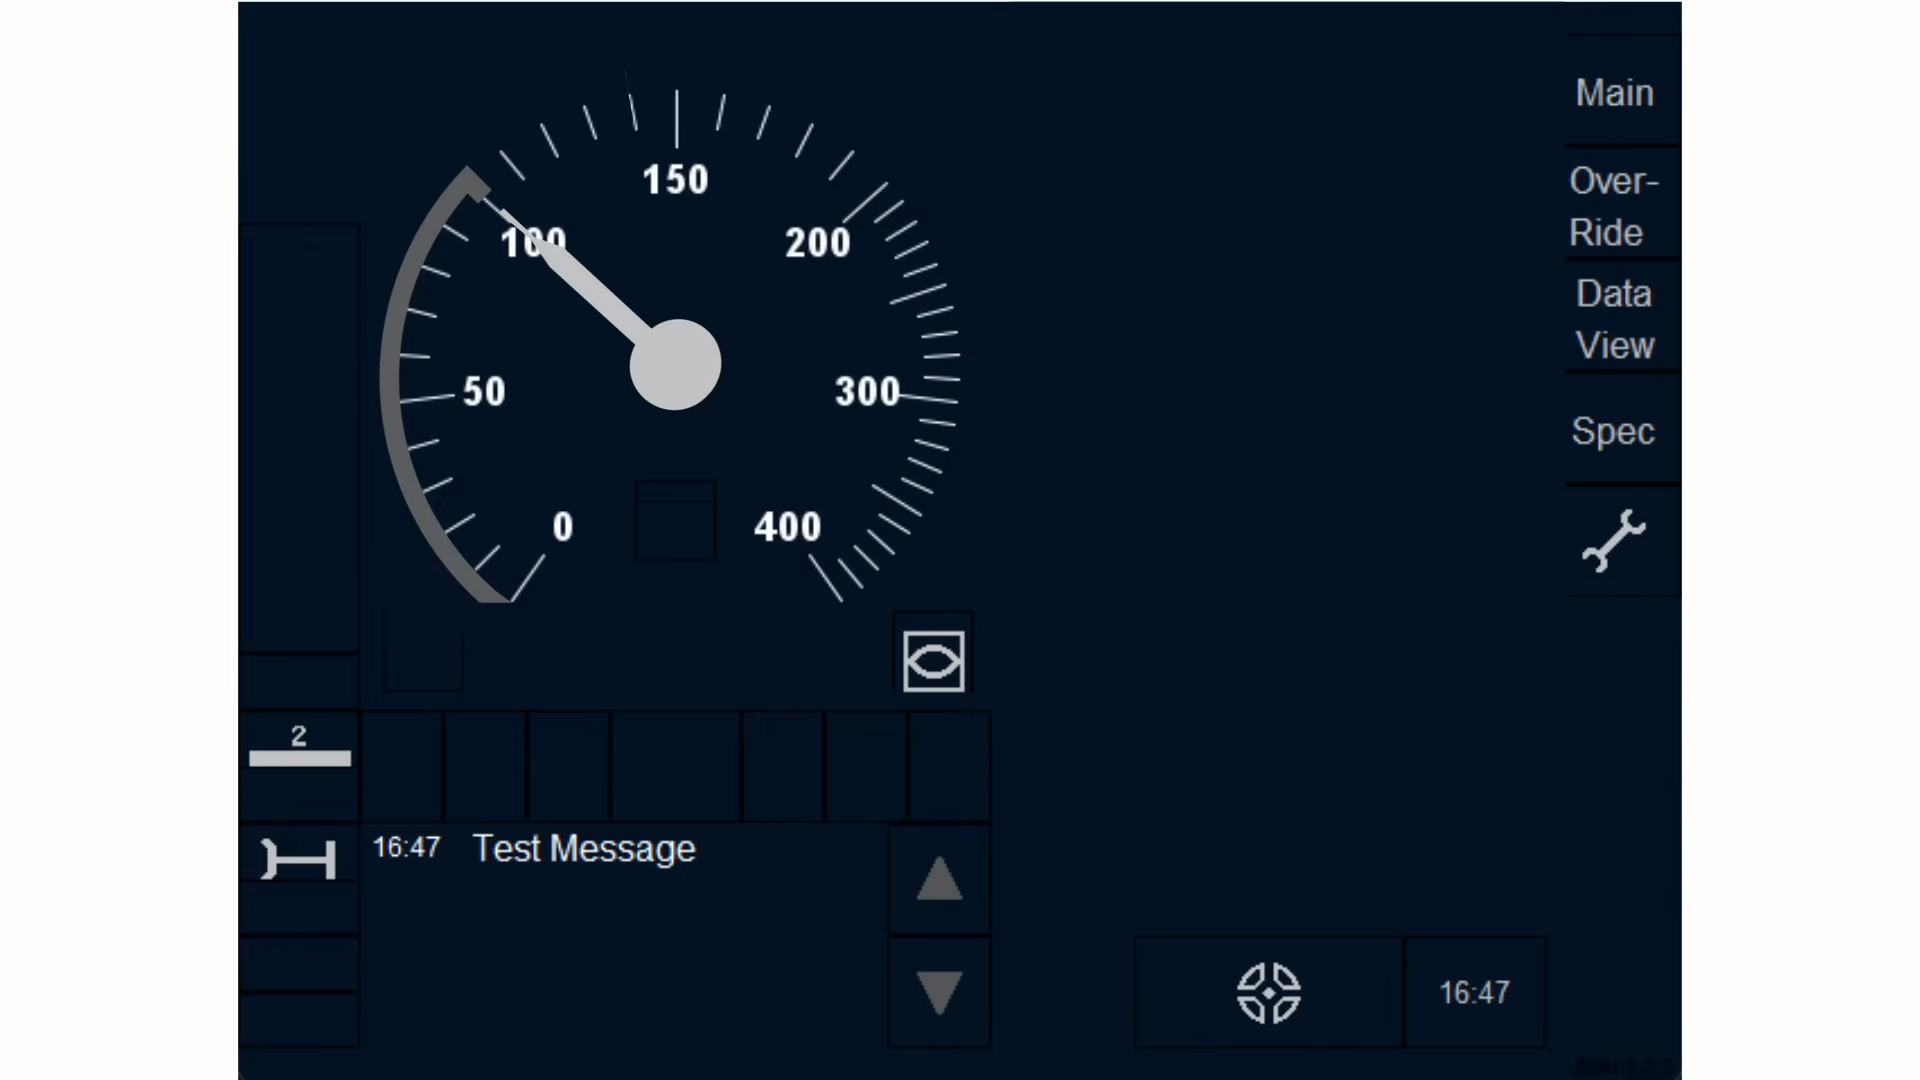 Main
150
Over-
100
200
Ride
Data
View
50
300
Spec
0
400
2
16:47 Test Message
16:47